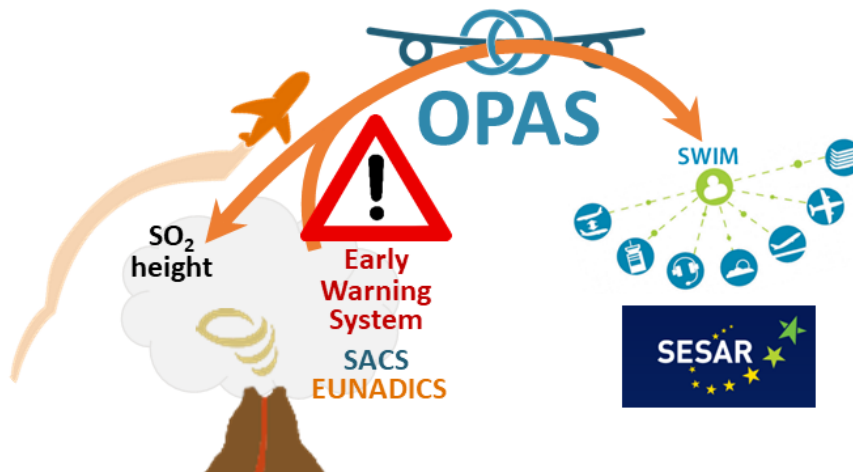 OPAS
SWIM
SO₂
height
!
Early
Warning
System
SACS
EUNADICS
SESAR